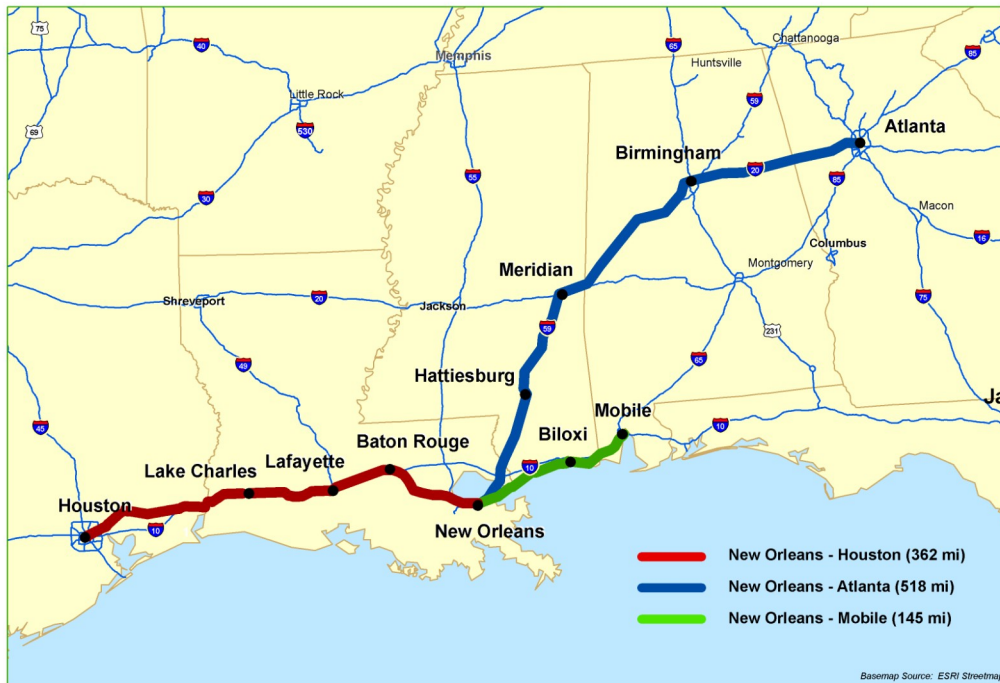 75
40
Memphis
65
Chattanooga
85
Huntsville
Little Rock
59
69
530
Atlanta
Birmingham
20
55
85
30
Macon
16
Columbus
Meridian
Montgomery
Shreveport
20
Jackson
75
59
231
49
65
Hattiesburg
Ja
Mobile
45
10
Biloxi
Baton Rouge
Lafayette
10
Lake Charles
Houston
10
New Orleans
New Orleans - Houston (362 mi)
New Orleans - Atlanta (518 mi)
New Orleans - Mobile (145 mi)
Basemap Source: ESRI Streetmap